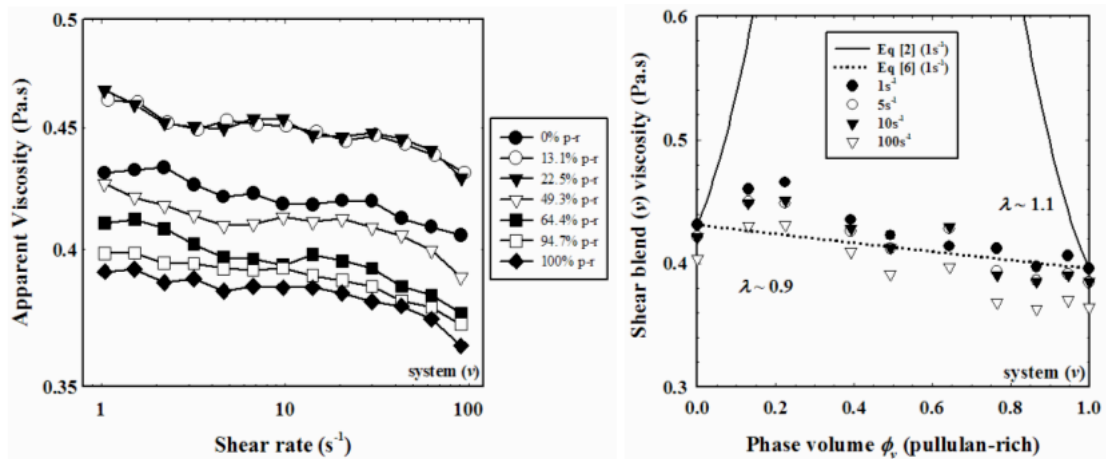 0.5
0.45
0.4
0.35
Apparent Viscosity (Pa.s)
1
10
100
Shear rate (s⁻¹)
system (v)
0% p-r
13.1% p-r
22.5% p-r
49.3% p-r
64.4% p-r
94.7% p-r
100% p-r
0.6
0.5
0.4
0.3
Shear blend (v) viscosity (Pa.s)
Eq [2] (1s⁻¹)
Eq [6] (1s⁻¹)
1s⁻¹
5s⁻¹
10s⁻¹
100s⁻¹
λ ~ 1.1
λ ~ 0.9
system (v)
0.0
0.2
0.4
0.6
0.8
1.0
Phase volume ϕᵥ (pullulan-rich)